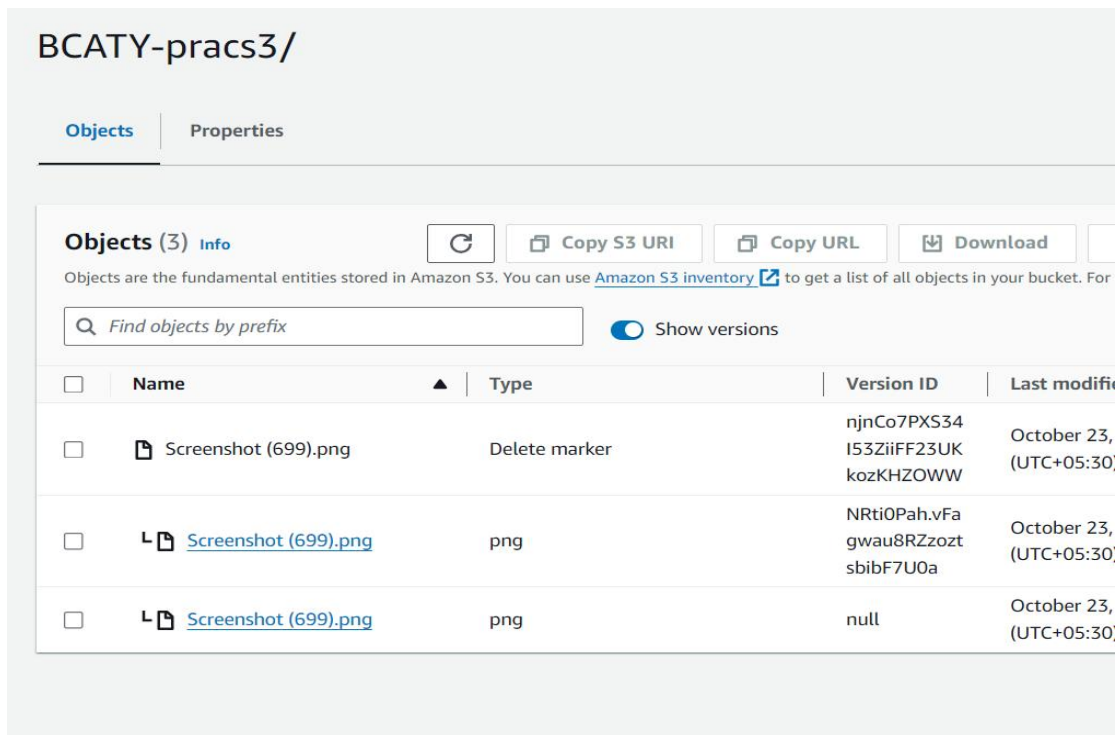 BCATY-pracs3/
Objects Properties
Objects (3) Info Copy S3 URI Copy URL Download
Objects are the fundamental entities stored in Amazon S3. You can use Amazon S3 inventory to get a list of all objects in your bucket. For
Find objects by prefix Show versions
Name Type Version ID Last modifie
Screenshot (699).png Delete marker njnCo7PXS34
I53ZiiFF23UK
kozKHZOWW October 23,
(UTC+05:30)
Screenshot (699).png png NRti0Pah.vFa
gwau8RZzozt
sbibF7U0a October 23,
(UTC+05:30)
Screenshot (699).png png null October 23,
(UTC+05:30)